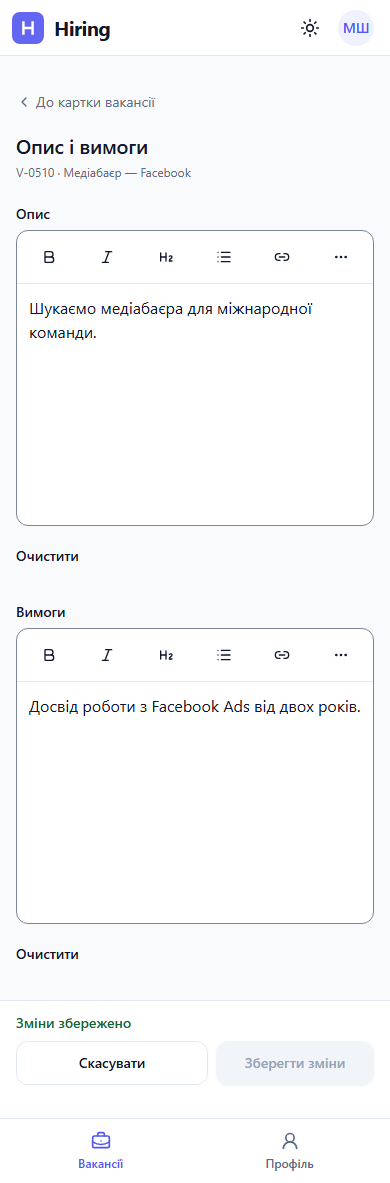 H Hiring
МШ
До картки вакансії
Опис і вимоги
V-0510 · Медіабаєр — Facebook
Опис
B I H2
Шукаємо медіабаєра для міжнародної
команди.
Очистити
Вимоги
B I H2
Досвід роботи з Facebook Ads від двох років.
Очистити
Зміни збережено
Скасувати Зберегти зміни
Вакансії Профіль